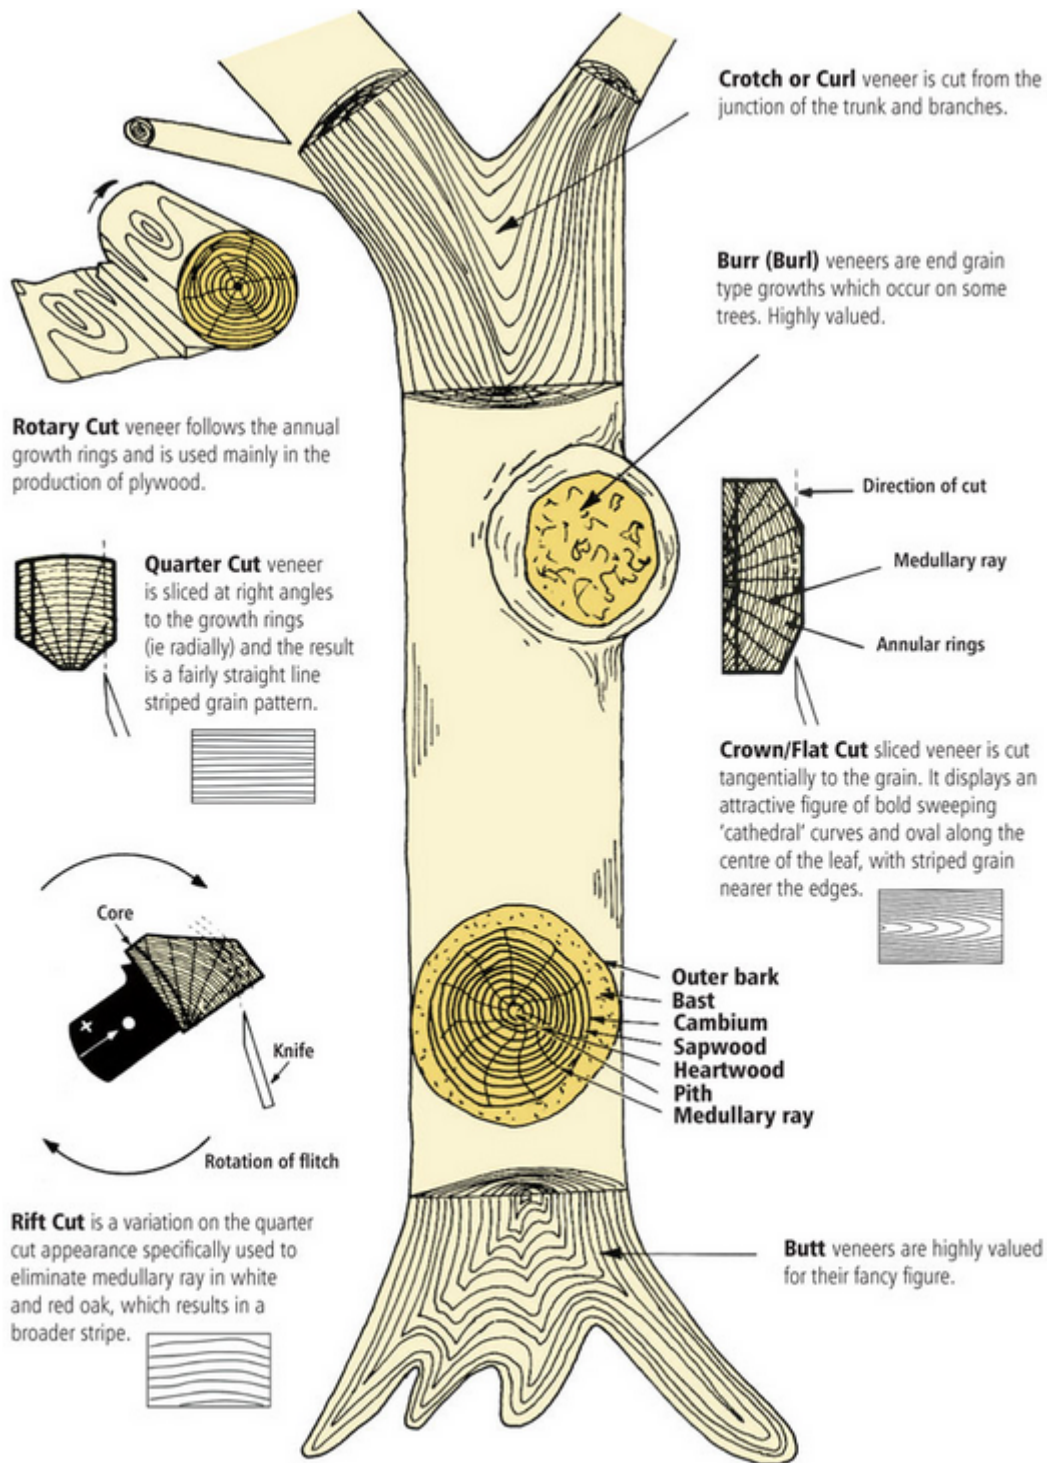 Crotch or Curl veneer is cut from the
junction of the trunk and branches.
Burr (Burl) veneers are end grain
type growths which occur on some
trees. Highly valued.
Rotary Cut veneer follows the annual
growth rings and is used mainly in the
production of plywood.
Direction of cut
Medullary ray
Annular rings
Quarter Cut veneer
is sliced at right angles
to the growth rings
(ie radially) and the result
is a fairly straight line
striped grain pattern.
Crown/Flat Cut sliced veneer is cut
tangentially to the grain. It displays an
attractive figure of bold sweeping
'cathedral' curves and oval along the
centre of the leaf, with striped grain
nearer the edges.
Core
Knife
Rotation of flitch
Outer bark
Bast
Cambium
Sapwood
Heartwood
Pith
Medullary ray
Rift Cut is a variation on the quarter
cut appearance specifically used to
eliminate medullary ray in white
and red oak, which results in a
broader stripe.
Butt veneers are highly valued
for their fancy figure.